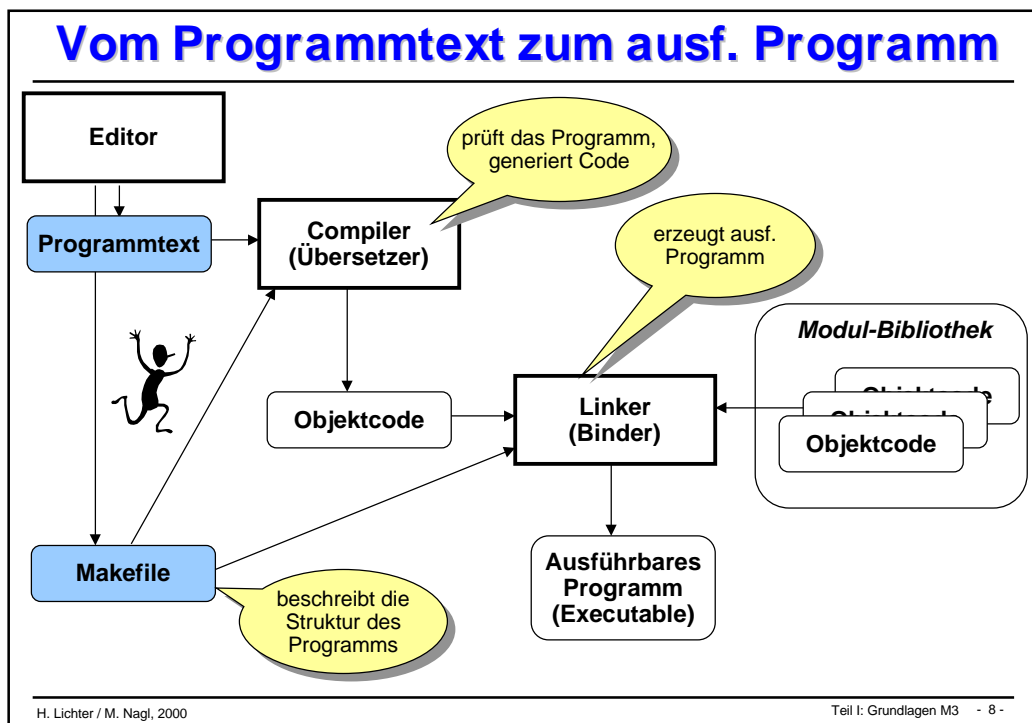 Vom Programmtext zum ausf. Programm
Editor
prüft das Programm,
generiert Code
Programmtext
Compiler
(Übersetzer)
erzeugt ausf.
Programm
Modul-Bibliothek
Objektcode
Objektcode
Objektcode
Objektcode
Linker
(Binder)
Makefile
beschreibt die
Struktur des
Programms
Ausführbares
Programm
(Executable)
H. Lichter / M. Nagl, 2000
Teil I: Grundlagen M3 - 8 -